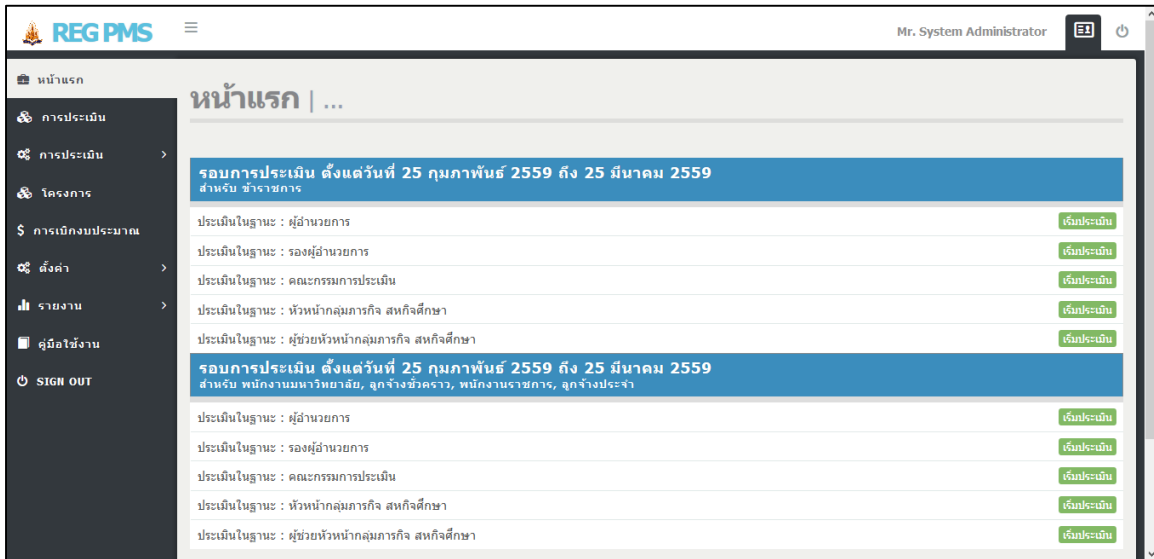 REG PMS
Mr. System Administrator
หน้าแรก
การประเมิน
การประเมิน
โครงการ
$ การเบิกงบประมาณ
ตั้งค่า
รายงาน
คู่มือใช้งาน
SIGN OUT
หน้าแรก | ...
รอบการประเมิน ตั้งแต่วันที่ 25 กุมภาพันธ์ 2559 ถึง 25 มีนาคม 2559
สำหรับ ข้าราชการ
ประเมินในฐานะ : ผู้อำนวยการ เริ่มประเมิน
ประเมินในฐานะ : รองผู้อำนวยการ เริ่มประเมิน
ประเมินในฐานะ : คณะกรรมการประเมิน เริ่มประเมิน
ประเมินในฐานะ : หัวหน้ากลุ่มภารกิจ สหกิจศึกษา เริ่มประเมิน
ประเมินในฐานะ : ผู้ช่วยหัวหน้ากลุ่มภารกิจ สหกิจศึกษา เริ่มประเมิน
รอบการประเมิน ตั้งแต่วันที่ 25 กุมภาพันธ์ 2559 ถึง 25 มีนาคม 2559
สำหรับ พนักงานมหาวิทยาลัย, ลูกจ้างชั่วคราว, พนักงานราชการ, ลูกจ้างประจำ
ประเมินในฐานะ : ผู้อำนวยการ เริ่มประเมิน
ประเมินในฐานะ : รองผู้อำนวยการ เริ่มประเมิน
ประเมินในฐานะ : คณะกรรมการประเมิน เริ่มประเมิน
ประเมินในฐานะ : หัวหน้ากลุ่มภารกิจ สหกิจศึกษา เริ่มประเมิน
ประเมินในฐานะ : ผู้ช่วยหัวหน้ากลุ่มภารกิจ สหกิจศึกษา เริ่มประเมิน